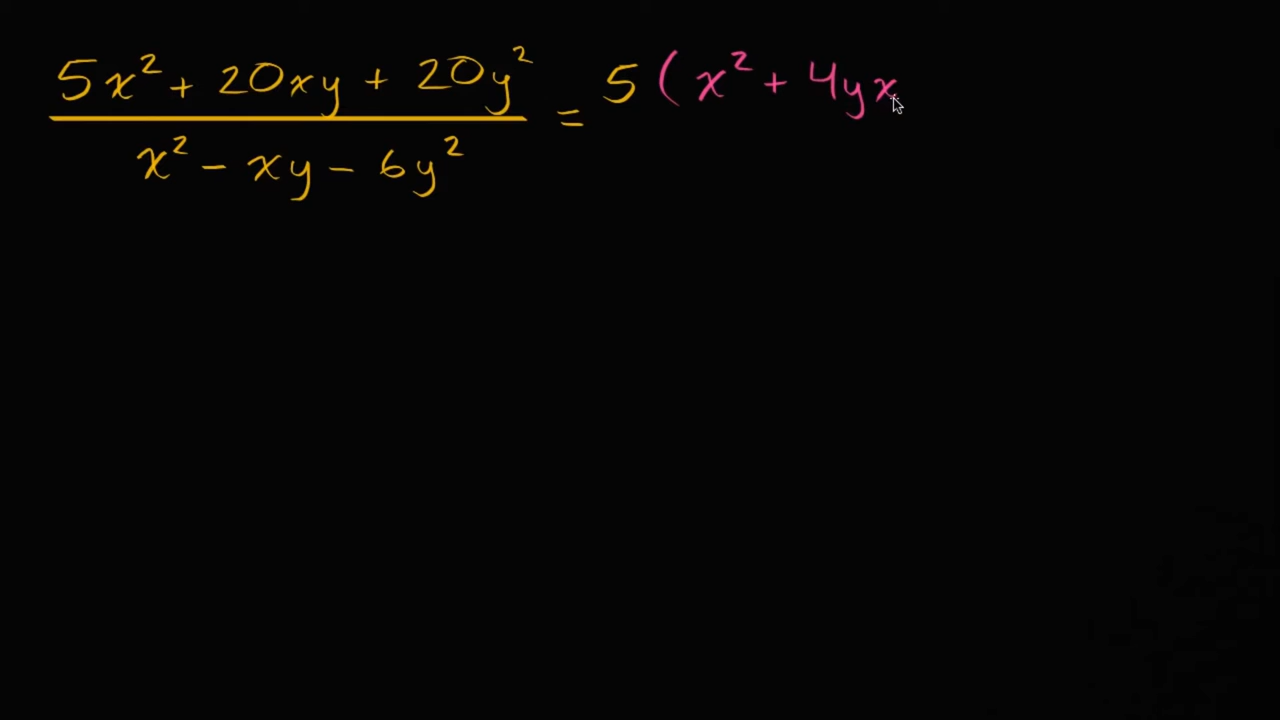 5x² + 20xy + 20y² = 5 ( x² + 4yx
x² - xy - 6y²